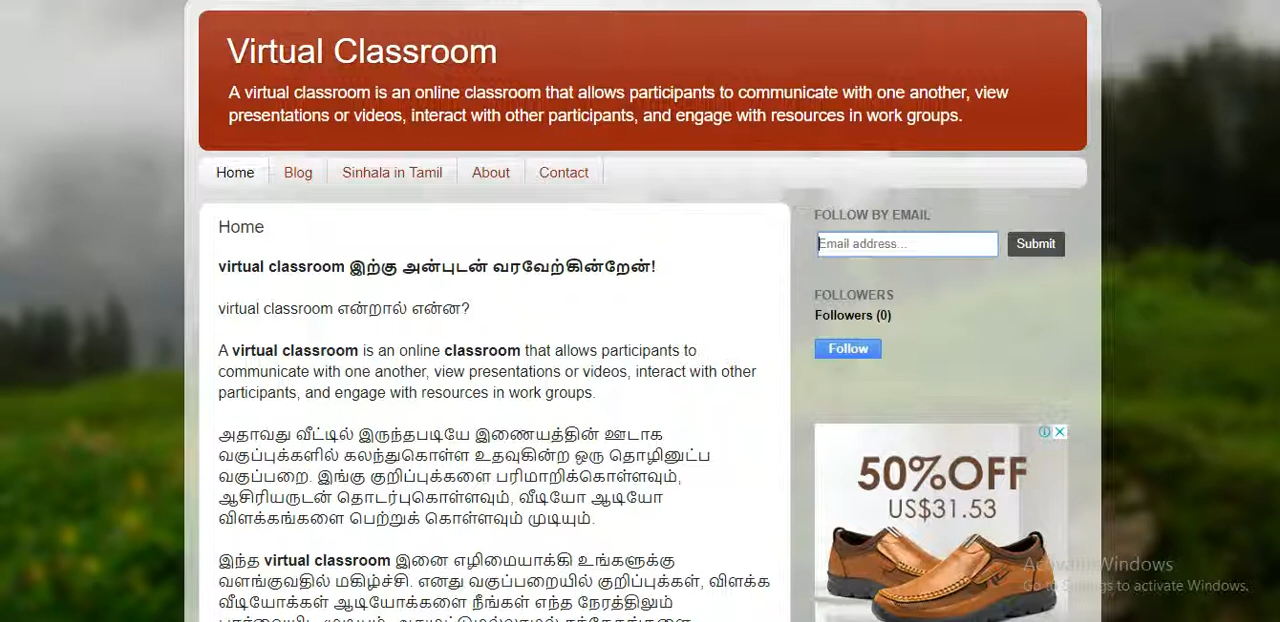 Virtual Classroom
A virtual classroom is an online classroom that allows participants to communicate with one another, view
presentations or videos, interact with other participants, and engage with resources in work groups.
Home Blog Sinhala in Tamil About Contact
Home
virtual classroom இற்கு அன்புடன் வரவேற்கின்றேன்!
virtual classroom என்றால் என்ன?
A virtual classroom is an online classroom that allows participants to
communicate with one another, view presentations or videos, interact with other
participants, and engage with resources in work groups.
அதாவது வீட்டில் இருந்தபடியே இணையத்தின் ஊடாக
வகுப்புக்களில் கலந்துகொள்ள உதவுகின்ற ஒரு தொழினுட்ப
வகுப்பறை. இங்கு குறிப்புக்களை பரிமாறிக்கொள்ளவும்,
ஆசிரியருடன் தொடர்புகொள்ளவும், வீடியோ ஆடியோ
விளக்கங்களை பெற்றுக் கொள்ளவும் முடியும்.
இந்த virtual classroom இனை எழிமையாக்கி உங்களுக்கு
வளங்குவதில் மகிழ்ச்சி. எனது வகுப்பறையில் குறிப்புக்கள், விளக்க
வீடியோக்கள் ஆடியோக்களை நீங்கள் எந்த நேரத்திலும்
FOLLOW BY EMAIL
Email address...
Submit
FOLLOWERS
Followers (0)
Follow
50%OFF
US$31.53
Activate Windows
Go to Settings to activate Windows.